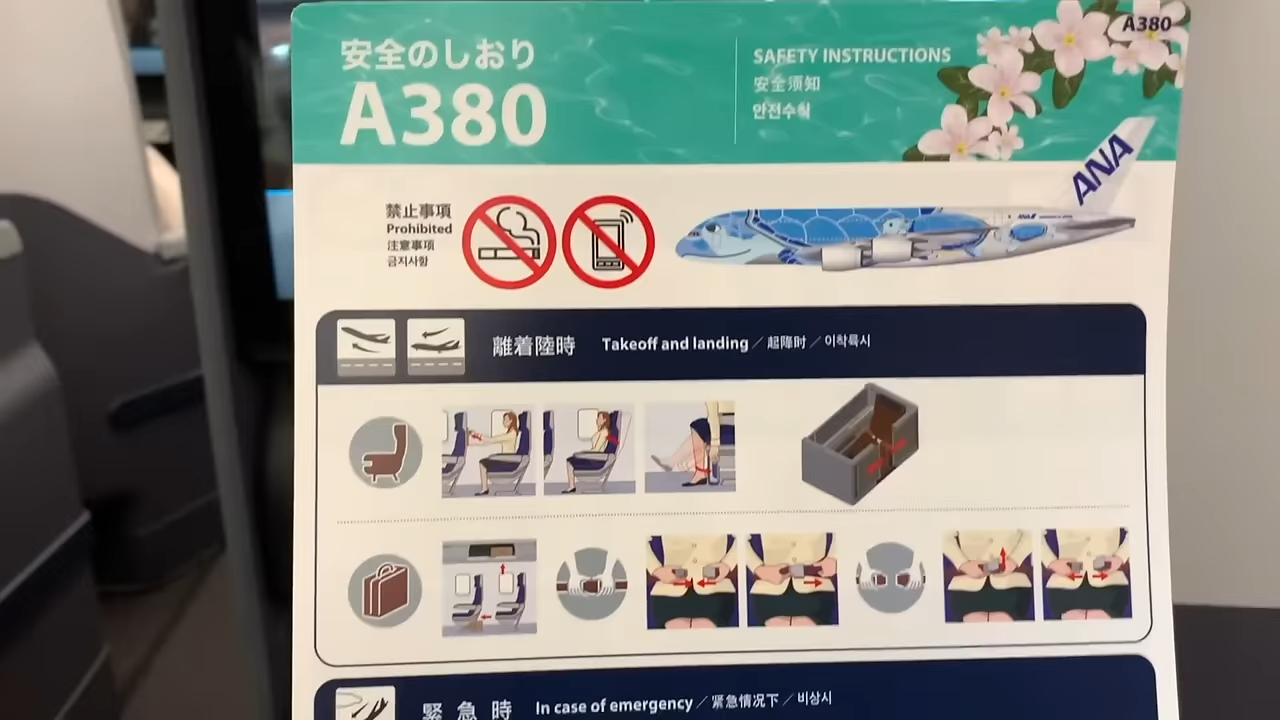 安全のしおり
A380
SAFETY INSTRUCTIONS
安全须知
안전수칙
A380
ANA
禁止事項
Prohibited
注意事项
금지사항
離着陸時 Takeoff and landing / 起降时 / 이착륙시
緊急時 In case of emergency / 紧急情况下 / 비상시